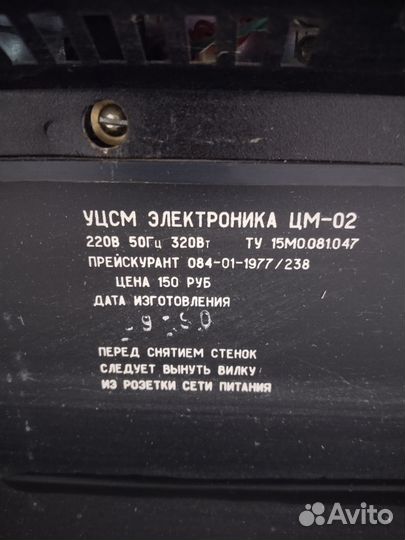 УЦСМ ЭЛЕКТРОНИКА ЦМ-02
220В 50Гц 320Вт ТУ 15М0.081.047
ПРЕЙСКУРАНТ 084-01-1977/238
ЦЕНА 150 РУБ
ДАТА ИЗГОТОВЛЕНИЯ
ПЕРЕД СНЯТИЕМ СТЕНОК
СЛЕДУЕТ ВЫНУТЬ ВИЛКУ
ИЗ РОЗЕТКИ СЕТИ ПИТАНИЯ
Avito